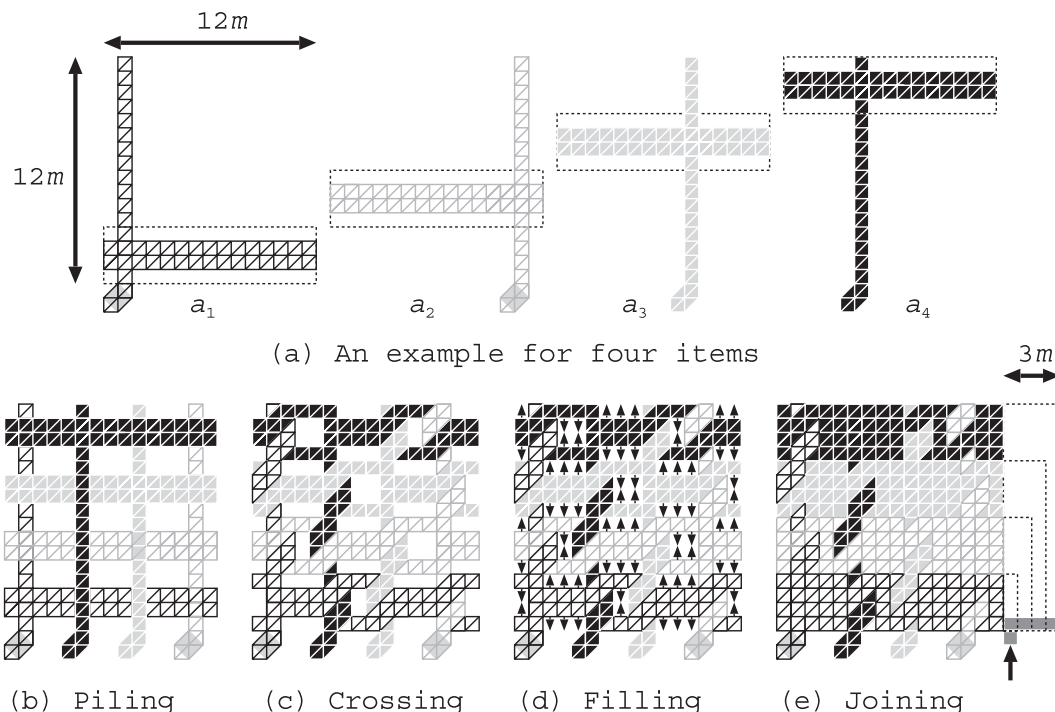 12m
12m
a1 a2 a3 a4
(a) An example for four items
3m
(b) Piling (c) Crossing (d) Filling (e) Joining